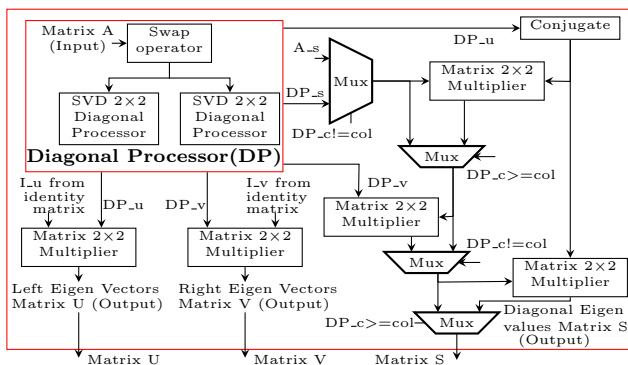 Matrix A
(Input)
Swap
operator
DP_u
Conjugate
A_s
Mux
Matrix 2×2
Multiplier
SVD 2×2
Diagonal
Processor
SVD 2×2
Diagonal
Processor
DP_s
DP_c!=col
Diagonal Processor(DP)
Mux
DP_c>=col
I_u from
identity
matrix
DP_u
DP_v
I_v from
identity
matrix
DP_v
Matrix 2×2
Multiplier
Matrix 2×2
Multiplier
Matrix 2×2
Multiplier
DP_c!=col
Mux
Matrix 2×2
Multiplier
Left Eigen Vectors
Matrix U (Output)
Right Eigen Vectors
Matrix V (Output)
DP_c>=col
Mux
Diagonal Eigen
values Matrix S
(Output)
Matrix U
Matrix V
Matrix S